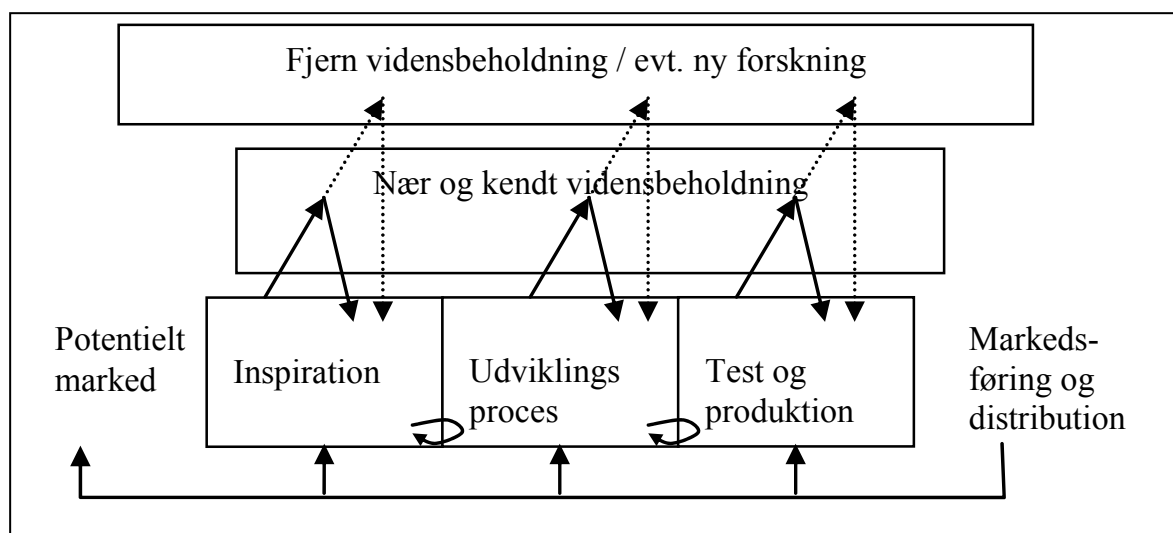 Fjern vidensbeholdning / evt. ny forskning
Nær og kendt vidensbeholdning
Potentielt
marked
Inspiration
Udviklings
proces
Test og
produktion
Markeds-
føring og
distribution